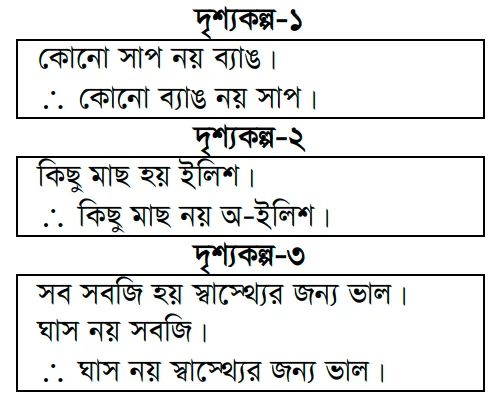 দৃশ্যকল্প-১
কোনো সাপ নয় ব্যাঙ।
∴ কোনো ব্যাঙ নয় সাপ।
দৃশ্যকল্প-২
কিছু মাছ হয় ইলিশ।
∴ কিছু মাছ নয় অ-ইলিশ।
দৃশ্যকল্প-৩
সব সবজি হয় স্বাস্থ্যের জন্য ভাল।
ঘাস নয় সবজি।
∴ ঘাস নয় স্বাস্থ্যের জন্য ভাল।